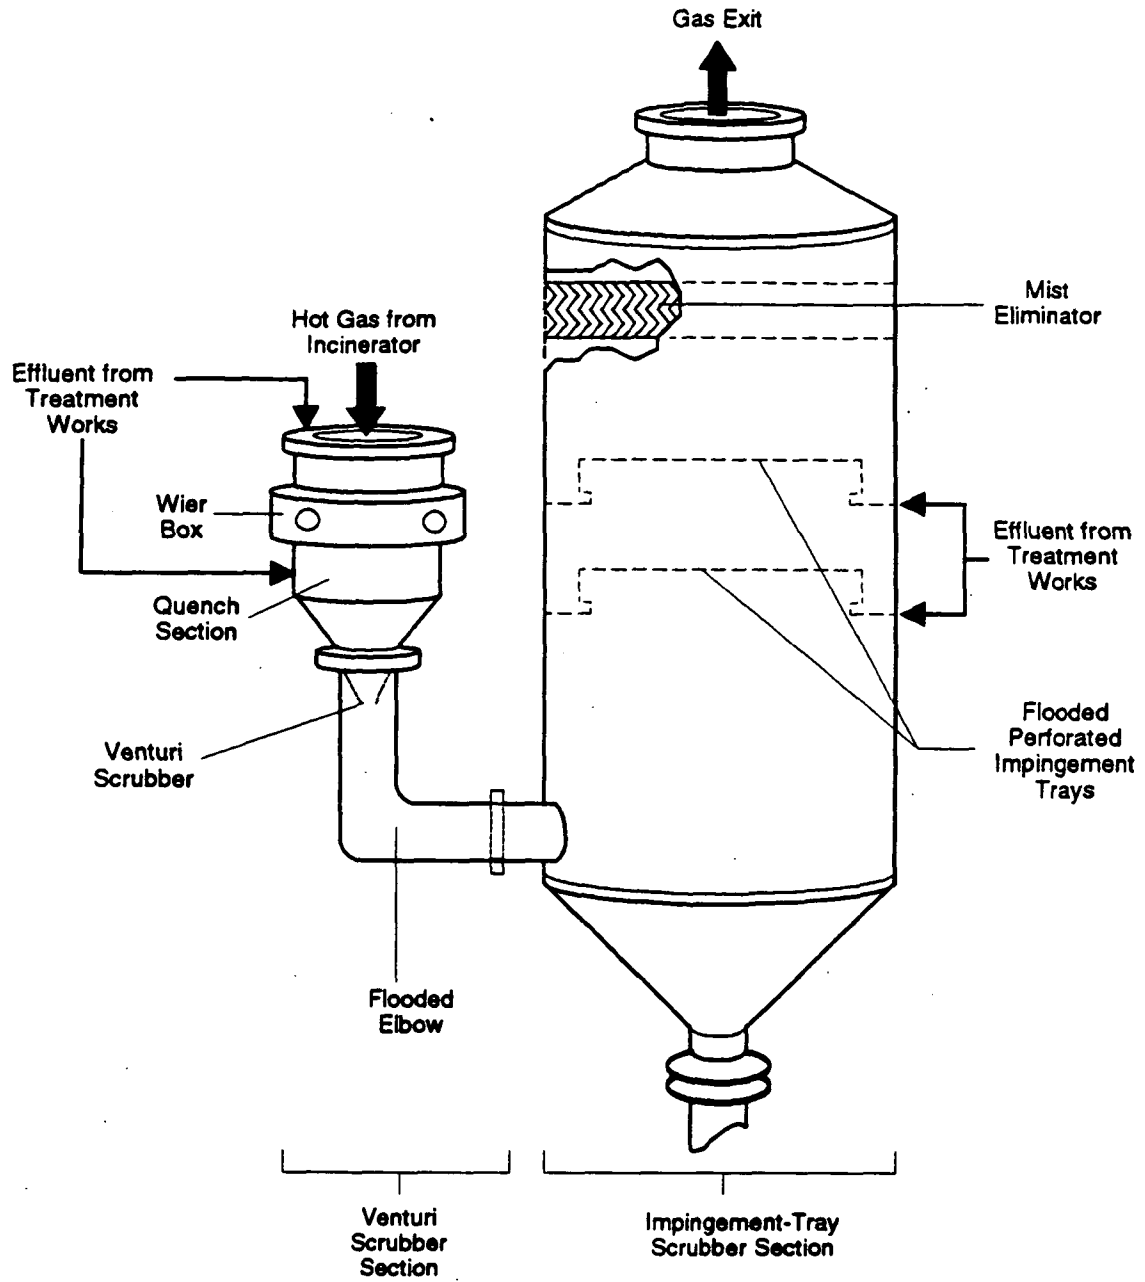 Gas Exit
Mist
Eliminator
Hot Gas from
Incinerator
Effluent from
Treatment
Works
Wier
Box
Quench
Section
Effluent from
Treatment
Works
Venturi
Scrubber
Flooded
Perforated
Impingement
Trays
Flooded
Elbow
Venturi
Scrubber
Section
Impingement-Tray
Scrubber Section